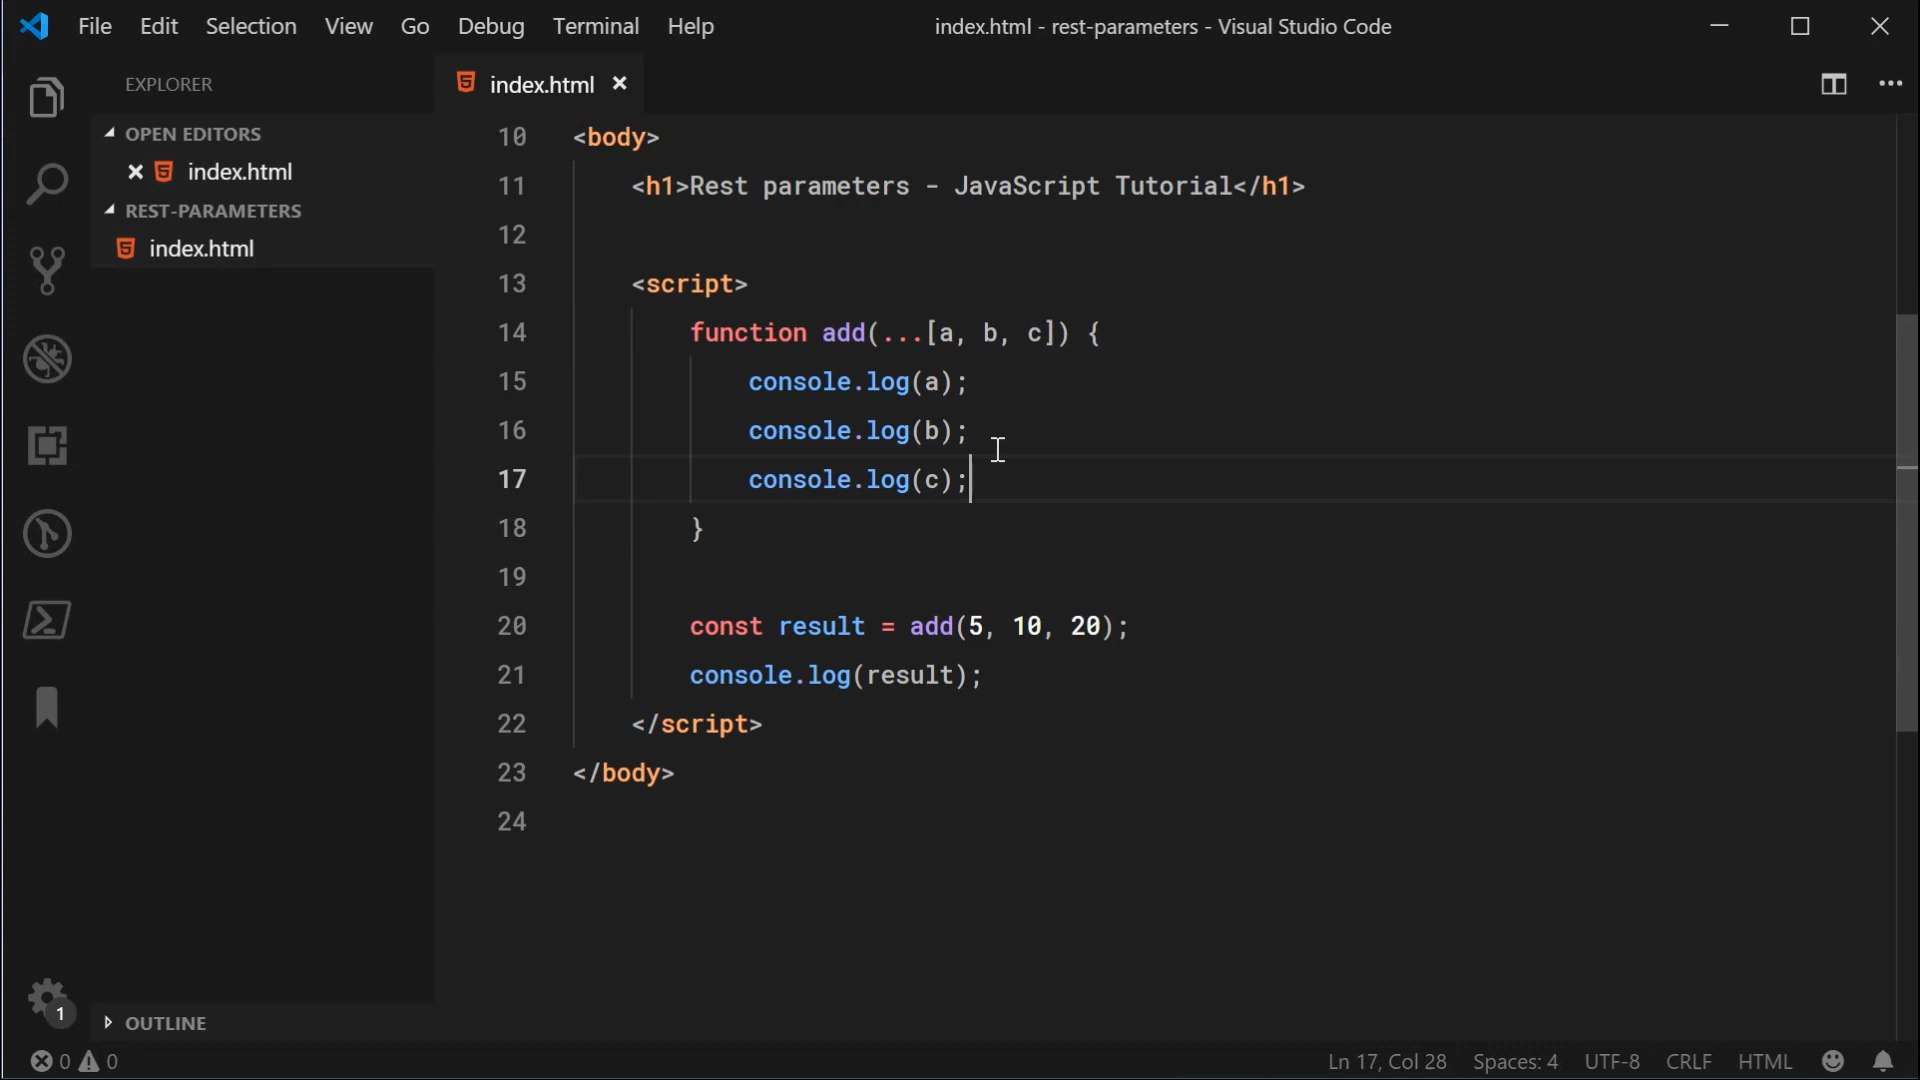 File Edit Selection View Go Debug Terminal Help index.html - rest-parameters - Visual Studio Code
EXPLORER
OPEN EDITORS
index.html
REST-PARAMETERS
index.html
OUTLINE
1
index.html
10 <body>
11 <h1>Rest parameters - JavaScript Tutorial</h1>
12
13 <script>
14 function add(...[a, b, c]) {
15 console.log(a);
16 console.log(b);
17 console.log(c);
18 }
19
20 const result = add(5, 10, 20);
21 console.log(result);
22 </script>
23 </body>
24
0 0 Ln 17, Col 28 Spaces: 4 UTF-8 CRLF HTML